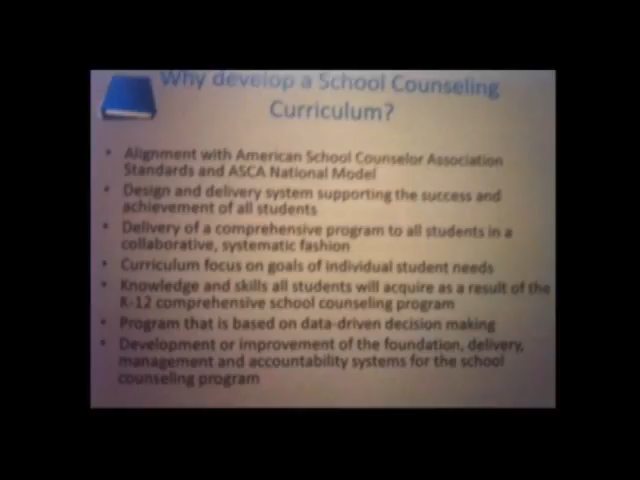 Why develop a School Counseling
Curriculum?
• Alignment with American School Counselor Association
Standards and ASCA National Model
• Design and delivery system supporting the success and
achievement of all students
• Delivery of a comprehensive program to all students in a
collaborative, systematic fashion
• Curriculum focus on goals of individual student needs
• Knowledge and skills all students will acquire as a result of the
K-12 comprehensive school counseling program
• Program that is based on data-driven decision making
• Development or improvement of the foundation, delivery,
management and accountability systems for the school
counseling program